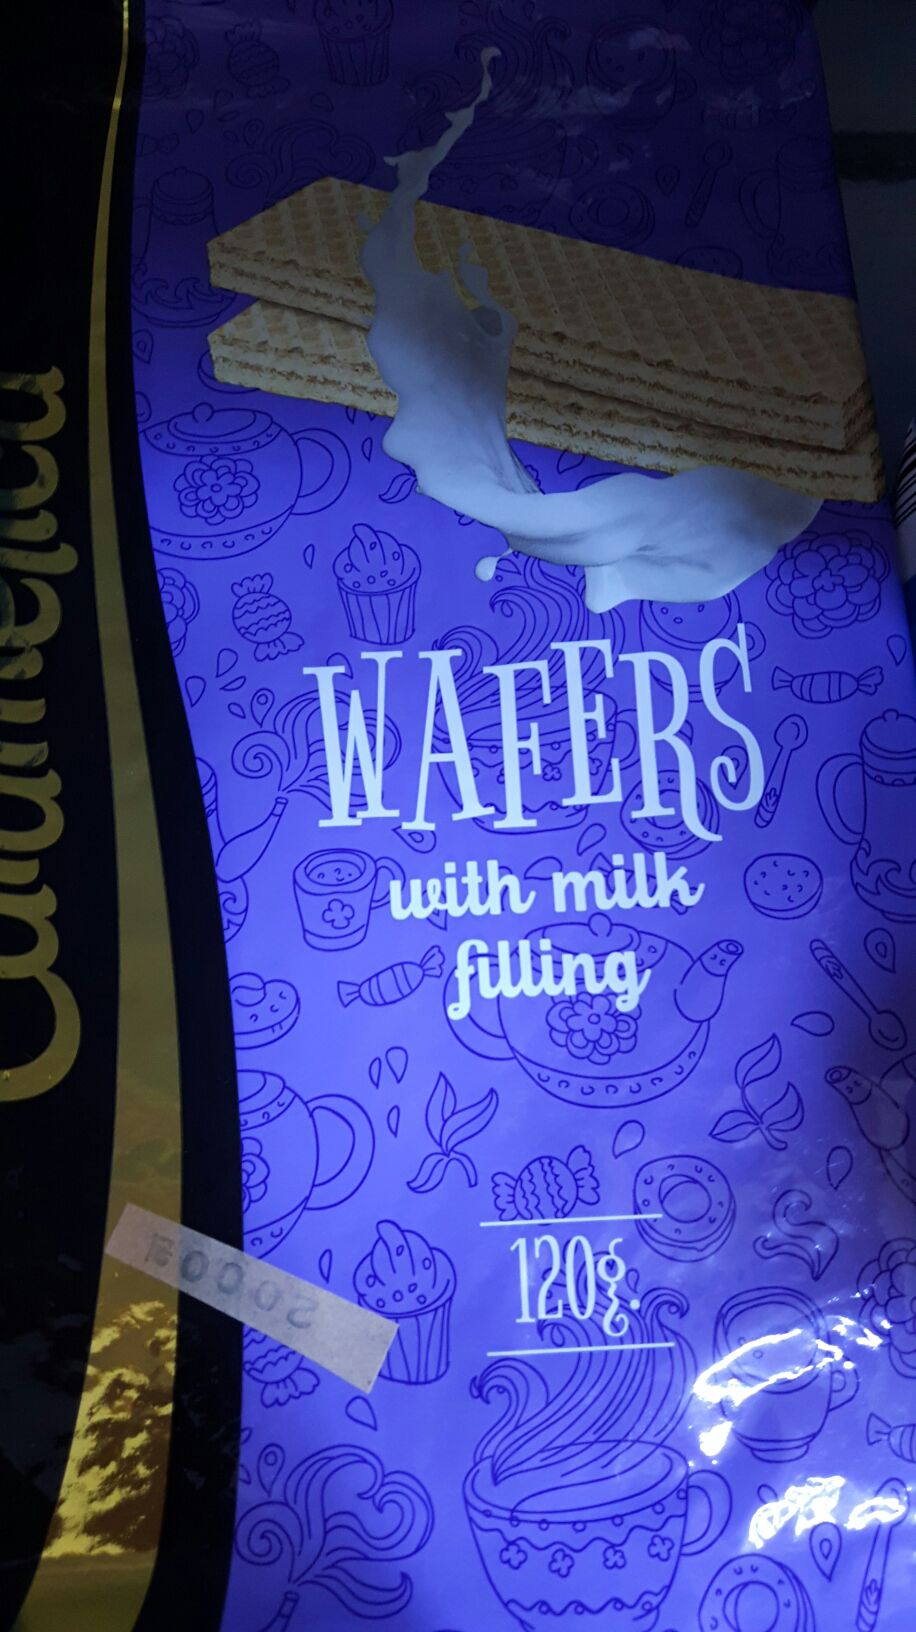 WAFERS
with milk
filling
120g.